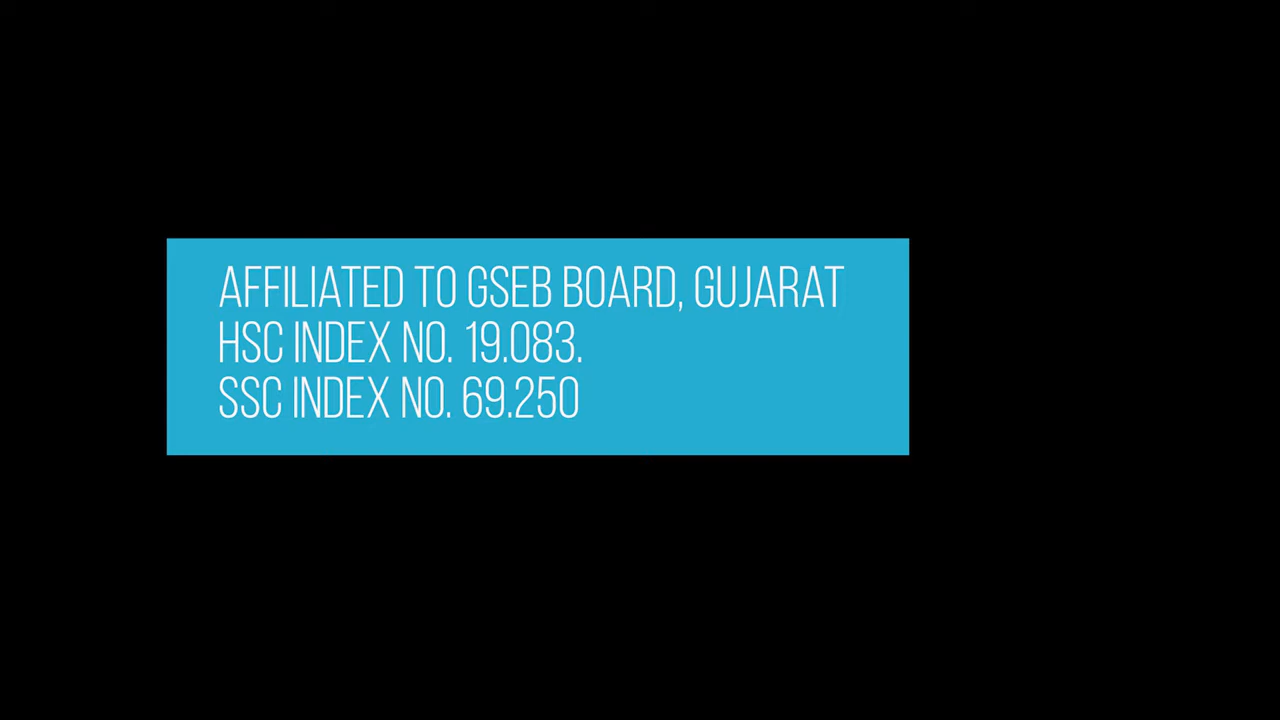 AFFILIATED TO GSEB BOARD, GUJARAT
HSC INDEX NO. 19.083.
SSC INDEX NO. 69.250